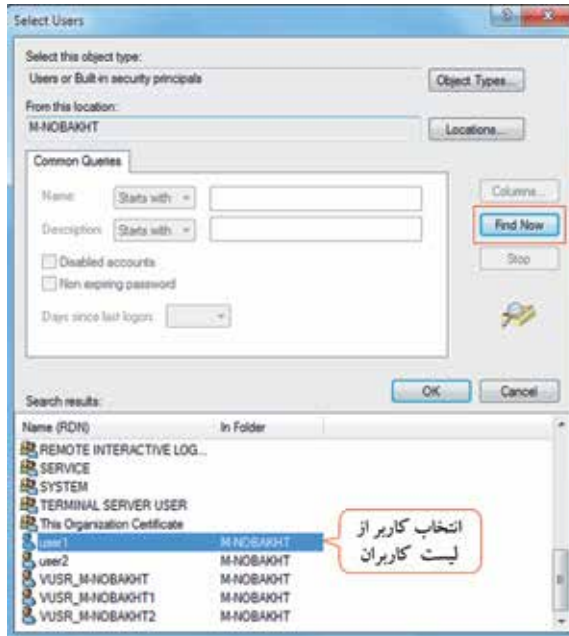 Select Users
Select this object type:
Users or Built-in security principals
Object Types...
From this location:
M-NOBAKHT
Locations...
Common Queries
Name: Starts with
Columns...
Description: Starts with
Find Now
Disabled accounts
Stop
Non expiring password
Days since last logon:
OK Cancel
Search results:
Name (RDN) In Folder
REMOTE INTERACTIVE LOG...
SERVICE
SYSTEM
TERMINAL SERVER USER
This Organization Certificate
user1 M-NOBAKHT
user2 M-NOBAKHT
VUSR_M-NOBAKHT M-NOBAKHT
VUSR_M-NOBAKHT1 M-NOBAKHT
VUSR_M-NOBAKHT2 M-NOBAKHT
انتخاب کاربر از
لیست کاربران